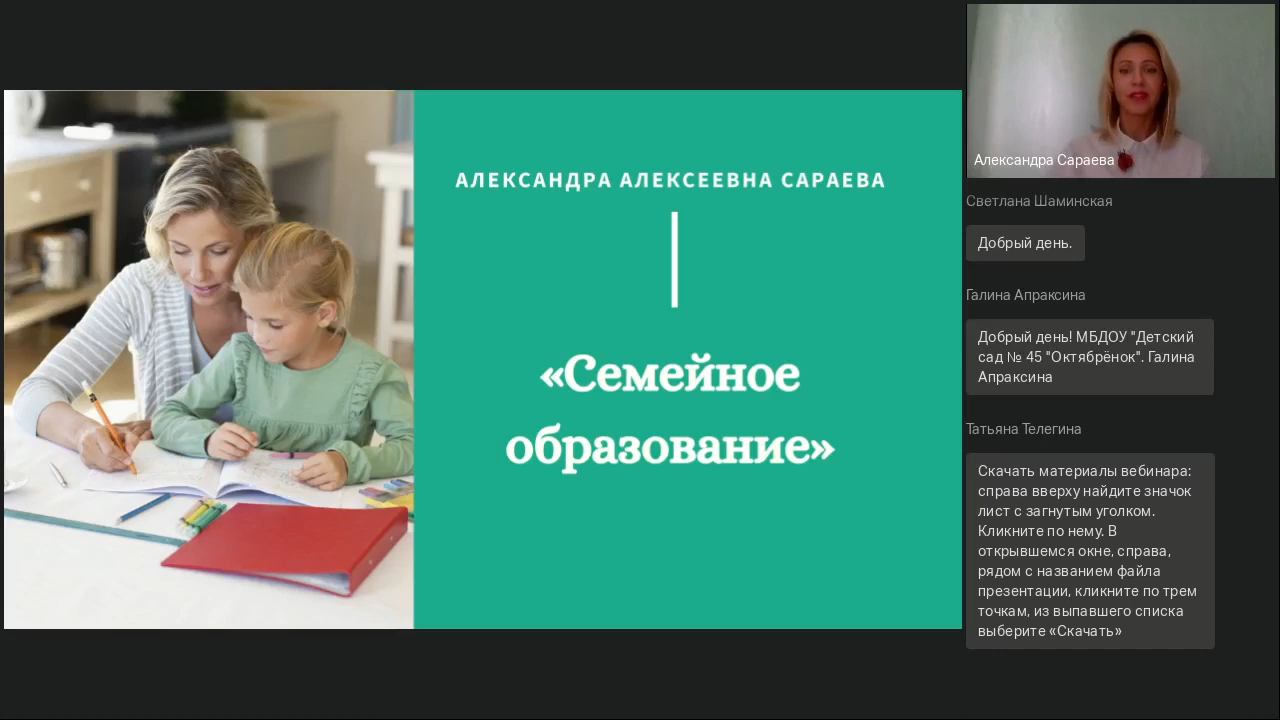 АЛЕКСАНДРА АЛЕКСЕЕВНА САРАЕВА
«Семейное
образование»
Александра Сараева
Светлана Шаминская
Добрый день.
Галина Апраксина
Добрый день! МБДОУ "Детский
сад № 45 "Октябрёнок". Галина
Апраксина
Татьяна Телегина
Скачать материалы вебинара:
справа вверху найдите значок
лист с загнутым уголком.
Кликните по нему. В
открывшемся окне, справа,
рядом с названием файла
презентации, кликните по трем
точкам, из выпавшего списка
выберите «Скачать»